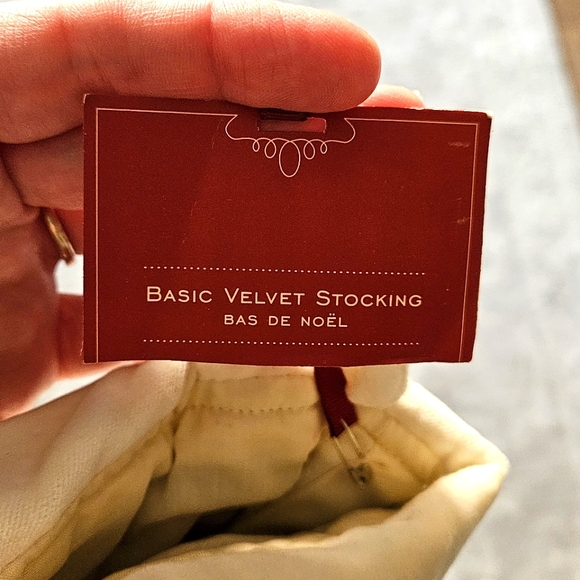 BASIC VELVET STOCKING
BAS DE NOËL